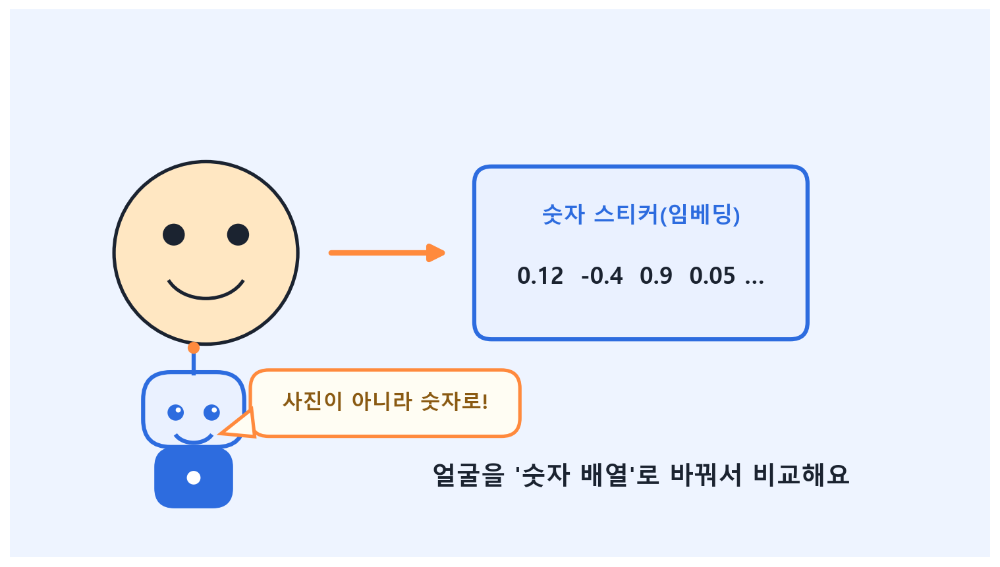 숫자 스티커(임베딩)
0.12 -0.4 0.9 0.05 ...
사진이 아니라 숫자로!
얼굴을 '숫자 배열'로 바꿔서 비교해요